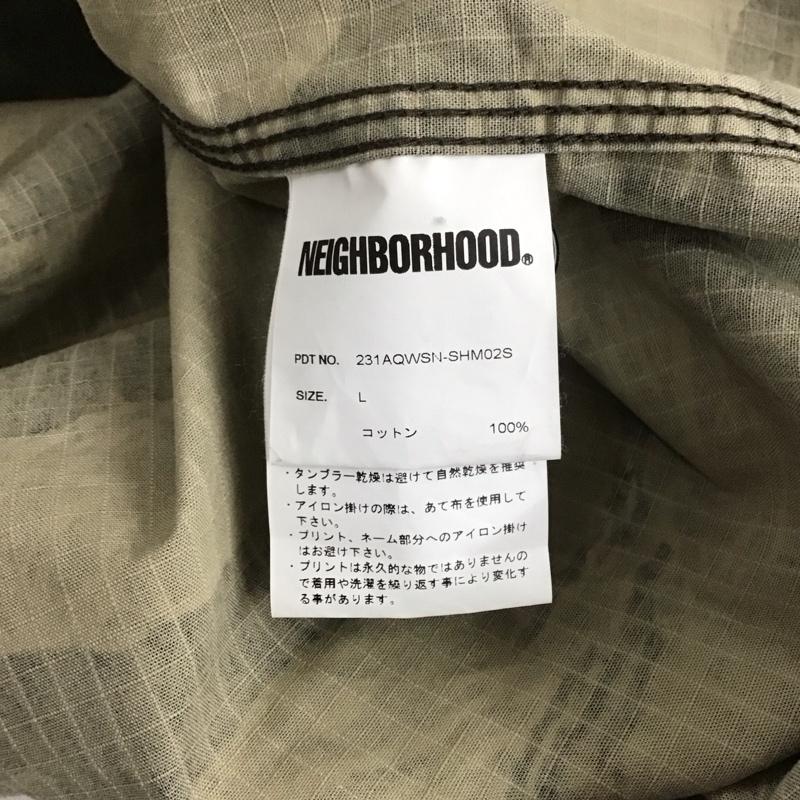 NEIGHBORHOOD®
PDT NO. 231AQWSN-SHM02S
SIZE. L
コットン 100%
・タンブラー乾燥は避けて自然乾燥を推奨
します。
・アイロン掛けの際は、あて布を使用して
下さい。
・プリント、ネーム部分へのアイロン掛け
はお避け下さい。
・プリントは永久的な物ではありませんの
で着用や洗濯を繰り返す事により変化す
る事があります。